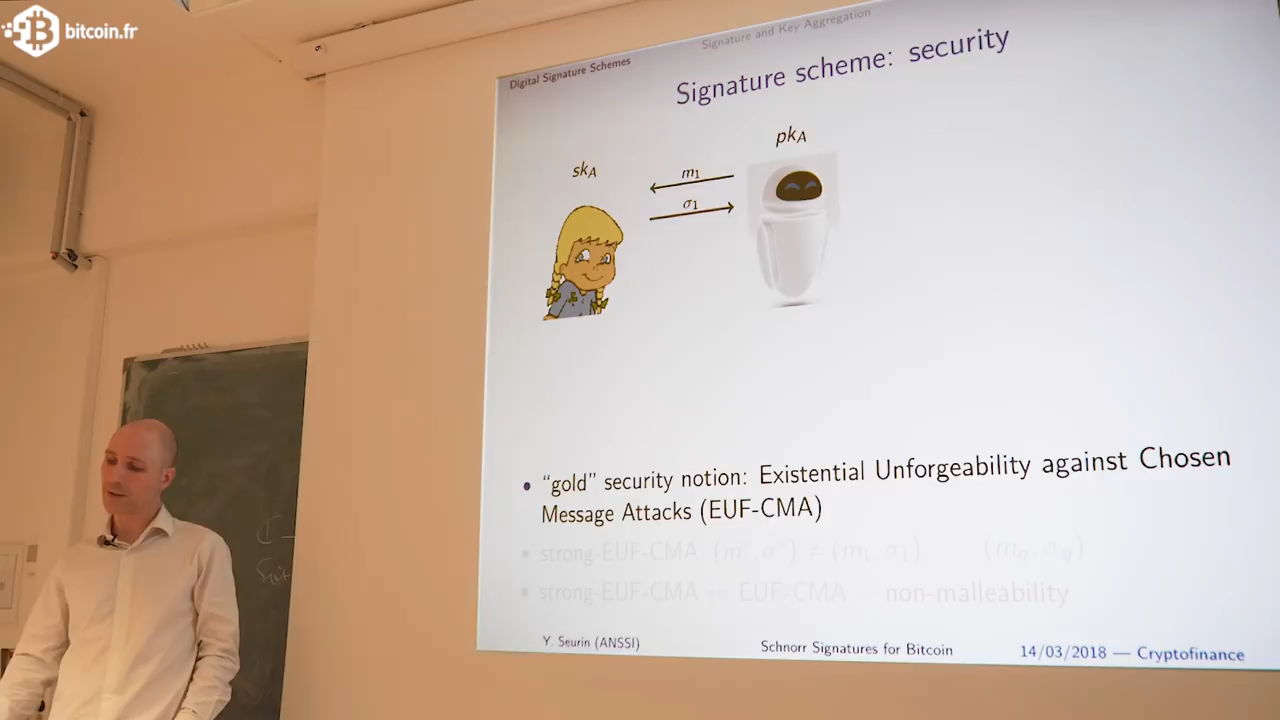 bitcoin.fr
Signature and Key Aggregation
Digital Signature Schemes
Signature scheme: security
pkA
skA
m1
σ1
• “gold” security notion: Existential Unforgeability against Chosen
Message Attacks (EUF-CMA)
• strong-EUF-CMA
• strong-EUF-CMA EUF-CMA non-malleability
Y. Seurin (ANSSI)
Schnorr Signatures for Bitcoin
14/03/2018 — Cryptofinance